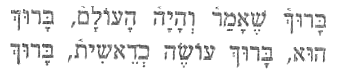 בָּרוּךְ שֶׁאָמַר וְהָיָה הָעוֹלָם, בָּרוּךְ
הוּא, בָּרוּךְ עוֹשֶׂה כְרֵאשִׁית, בָּרוּךְ